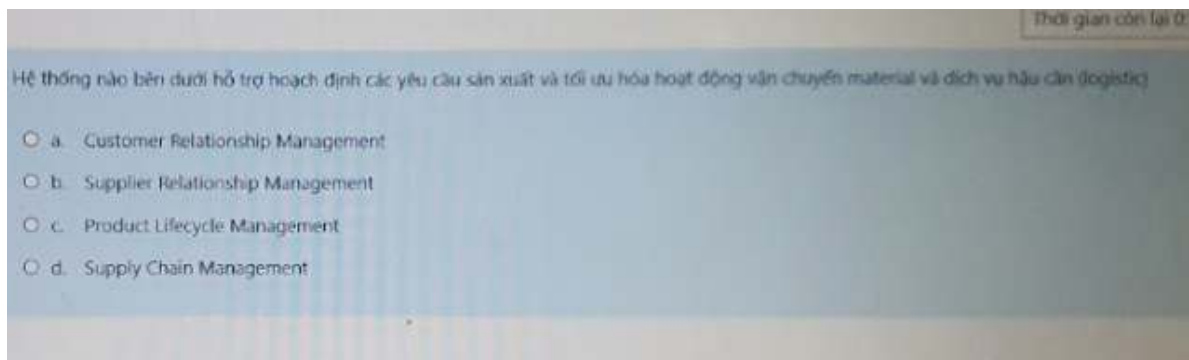 Thời gian còn lại 0:
Hệ thống nào bên dưới hỗ trợ hoạch định các yêu cầu sản xuất và tối ưu hóa hoạt động vận chuyển material và dịch vụ hậu cần (logistic)
a. Customer Relationship Management
b. Supplier Relationship Management
c. Product Lifecycle Management
d. Supply Chain Management